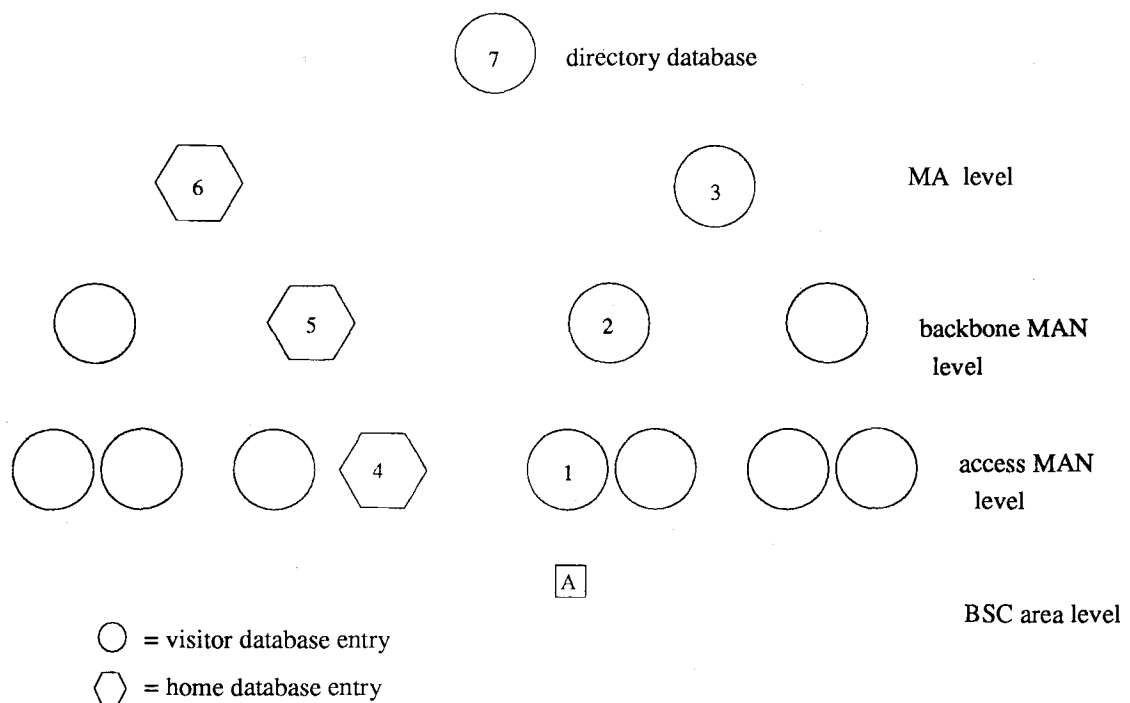 7 directory database
6 3 MA level
5 2 backbone MAN
level
4 1 access MAN
level
A
BSC area level
= visitor database entry
= home database entry